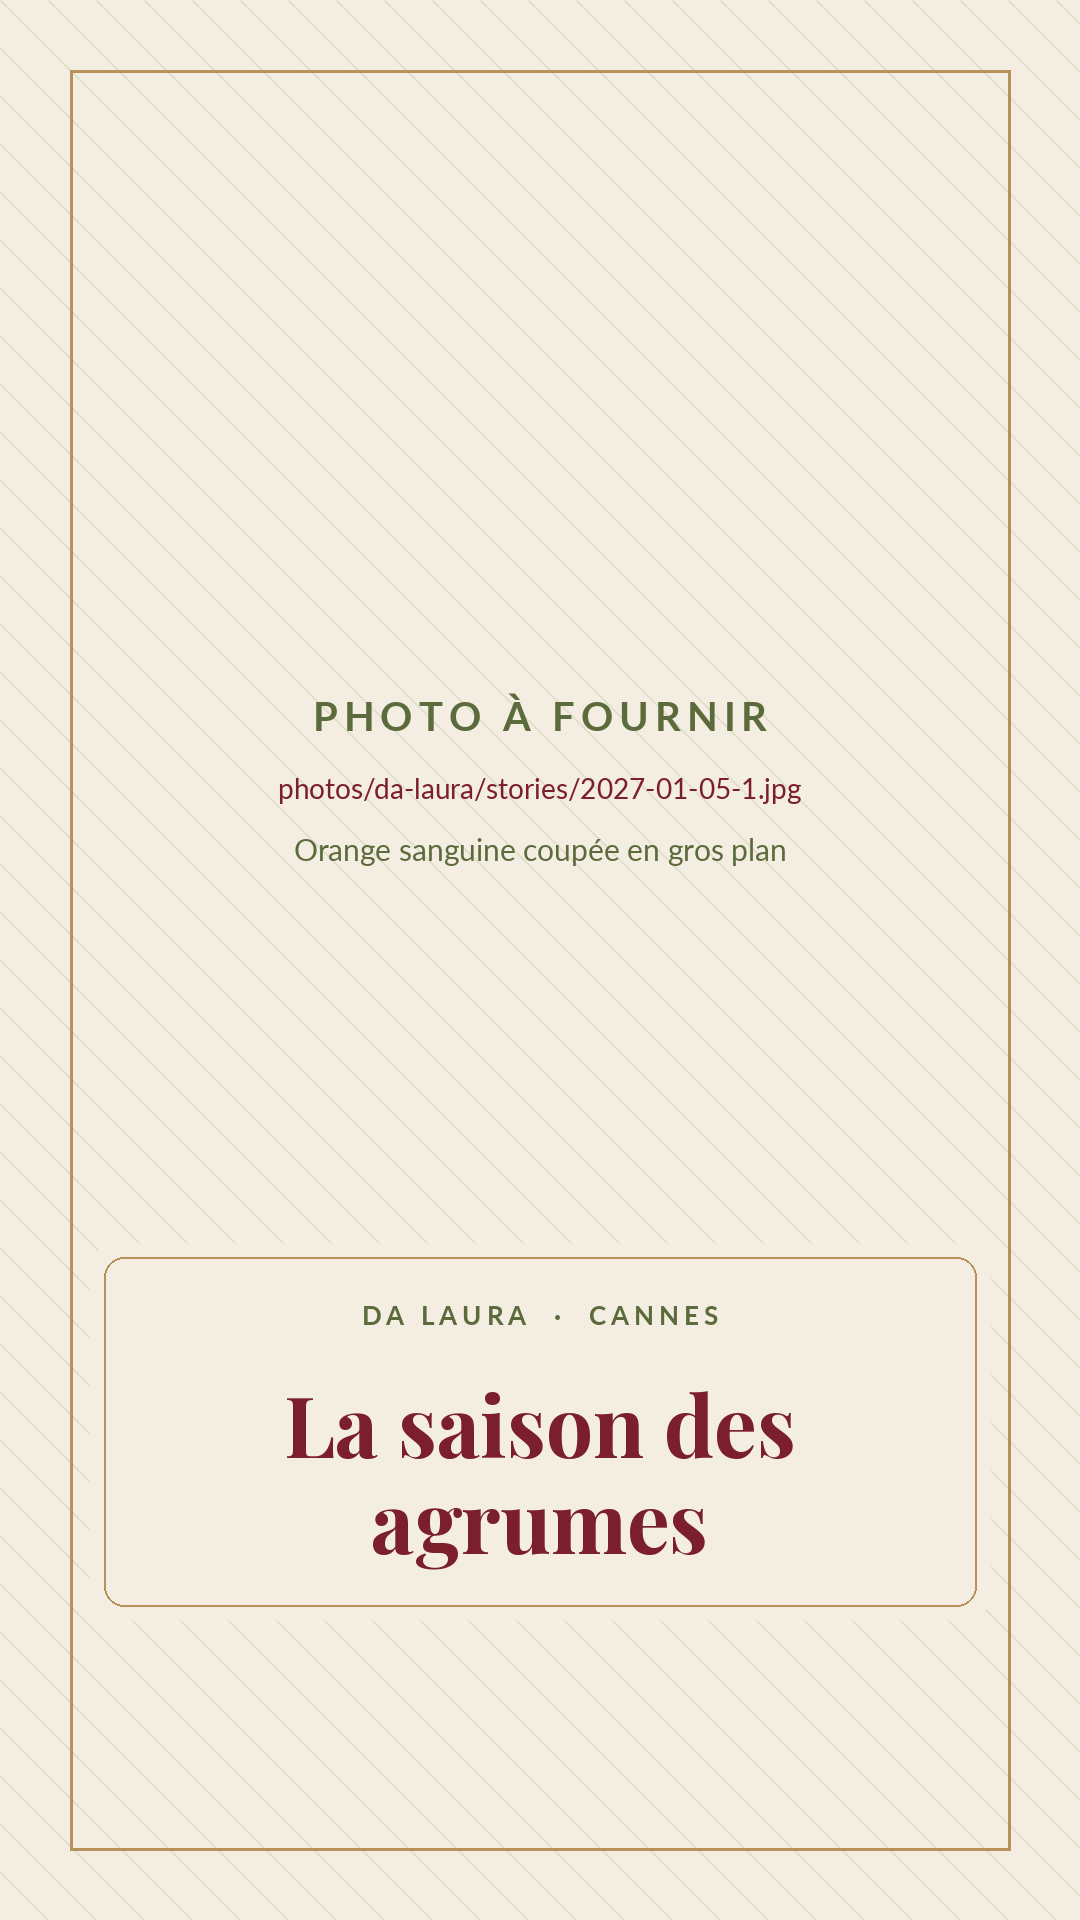 PHOTO À FOURNIR
photos/da-laura/stories/2027-01-05-1.jpg
Orange sanguine coupée en gros plan
DA LAURA · CANNES
La saison des
agrumes